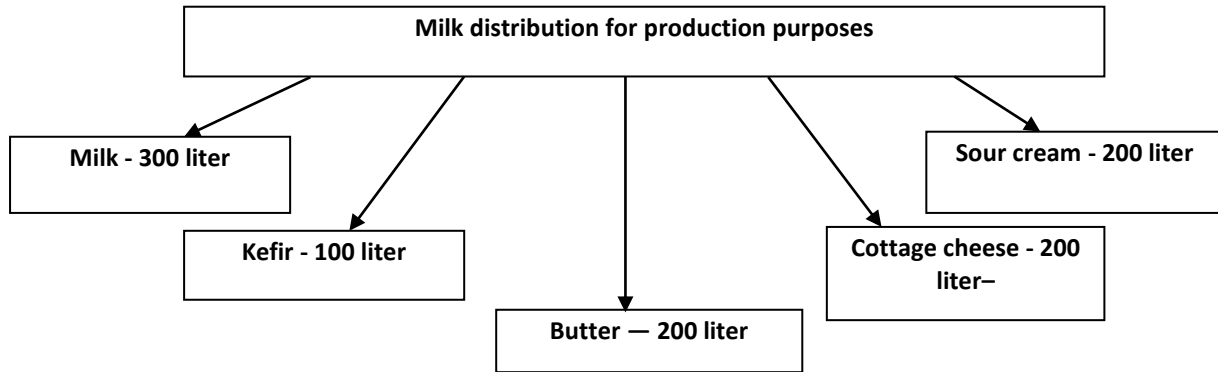 Milk distribution for production purposes
Milk - 300 liter
Sour cream - 200 liter
Kefir - 100 liter
Cottage cheese - 200
liter–
Butter — 200 liter